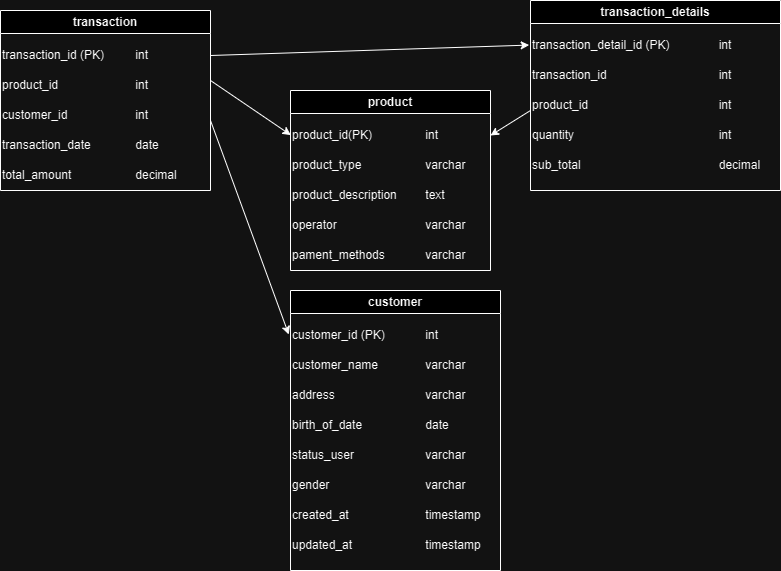 transaction
transaction_id (PK) int
product_id int
customer_id int
transaction_date date
total_amount decimal
transaction_details
transaction_detail_id (PK) int
transaction_id int
product_id int
quantity int
sub_total decimal
product
product_id(PK) int
product_type varchar
product_description text
operator varchar
pament_methods varchar
customer
customer_id (PK) int
customer_name varchar
address varchar
birth_of_date date
status_user varchar
gender varchar
created_at timestamp
updated_at timestamp